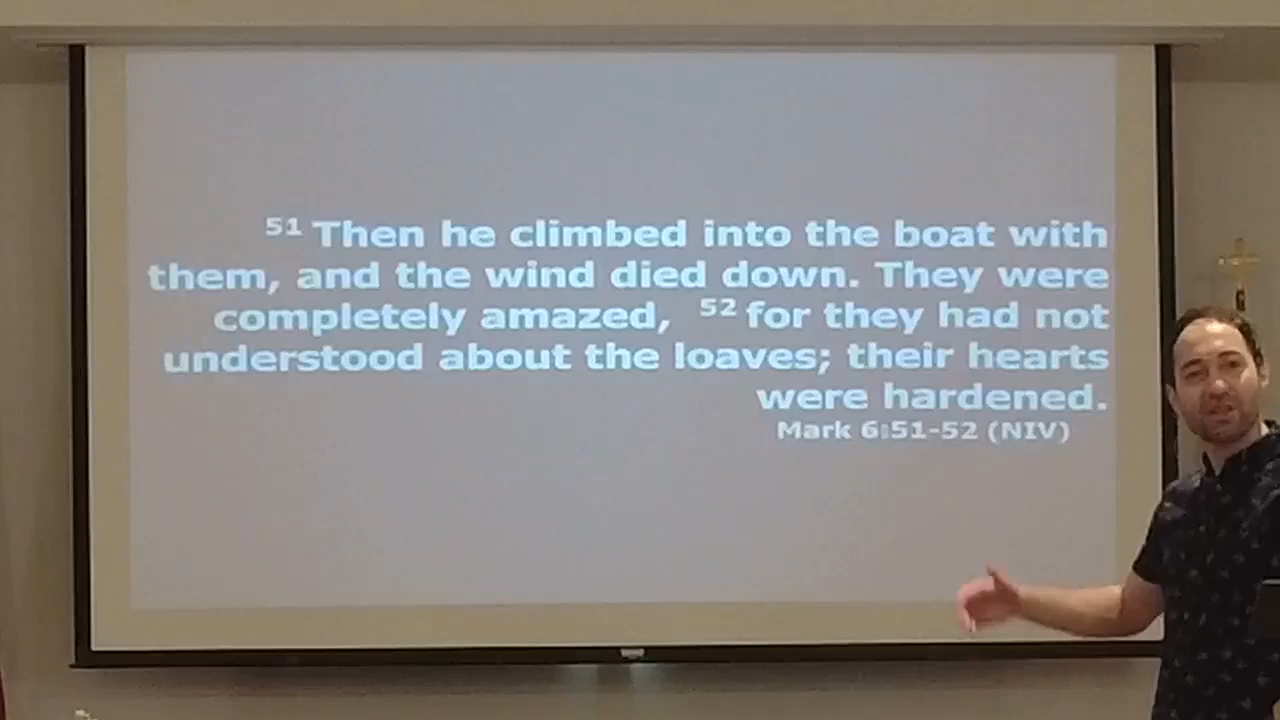 51 Then he climbed into the boat with
them, and the wind died down. They were
completely amazed, 52 for they had not
understood about the loaves; their hearts
were hardened.
Mark 6:51-52 (NIV)